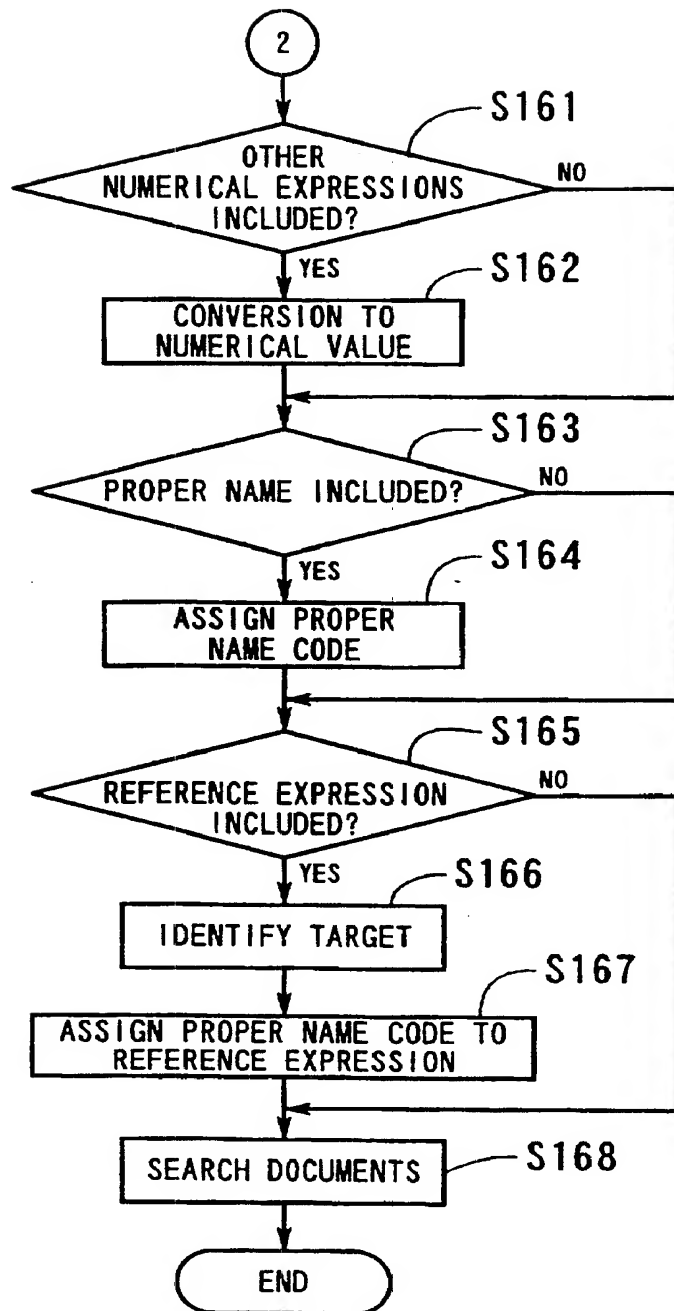 2
S161
OTHER
NUMERICAL EXPRESSIONS
INCLUDED?
NO
YES
S162
CONVERSION TO
NUMERICAL VALUE
S163
PROPER NAME INCLUDED?
NO
YES
S164
ASSIGN PROPER
NAME CODE
S165
REFERENCE EXPRESSION
INCLUDED?
NO
YES
S166
IDENTIFY TARGET
S167
ASSIGN PROPER NAME CODE TO
REFERENCE EXPRESSION
SEARCH DOCUMENTS
S168
END